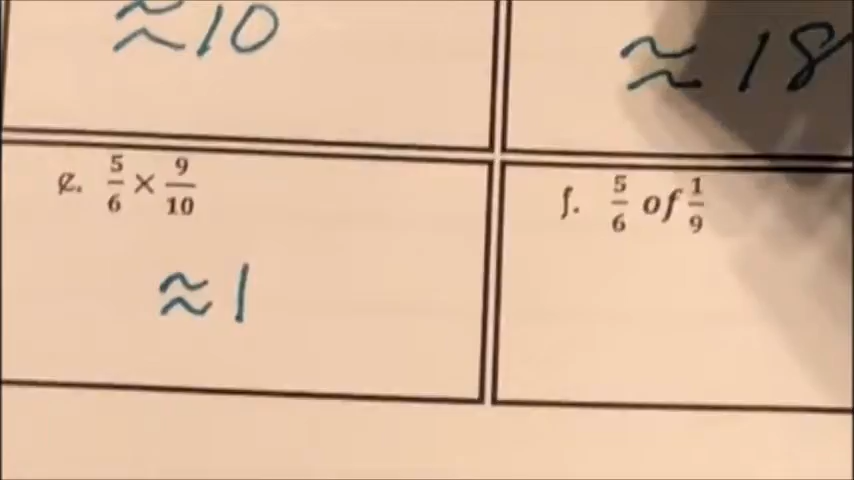 ≈10
≈ 18
e. 5/6 × 9/10
≈1
f. 5/6 of 1/9